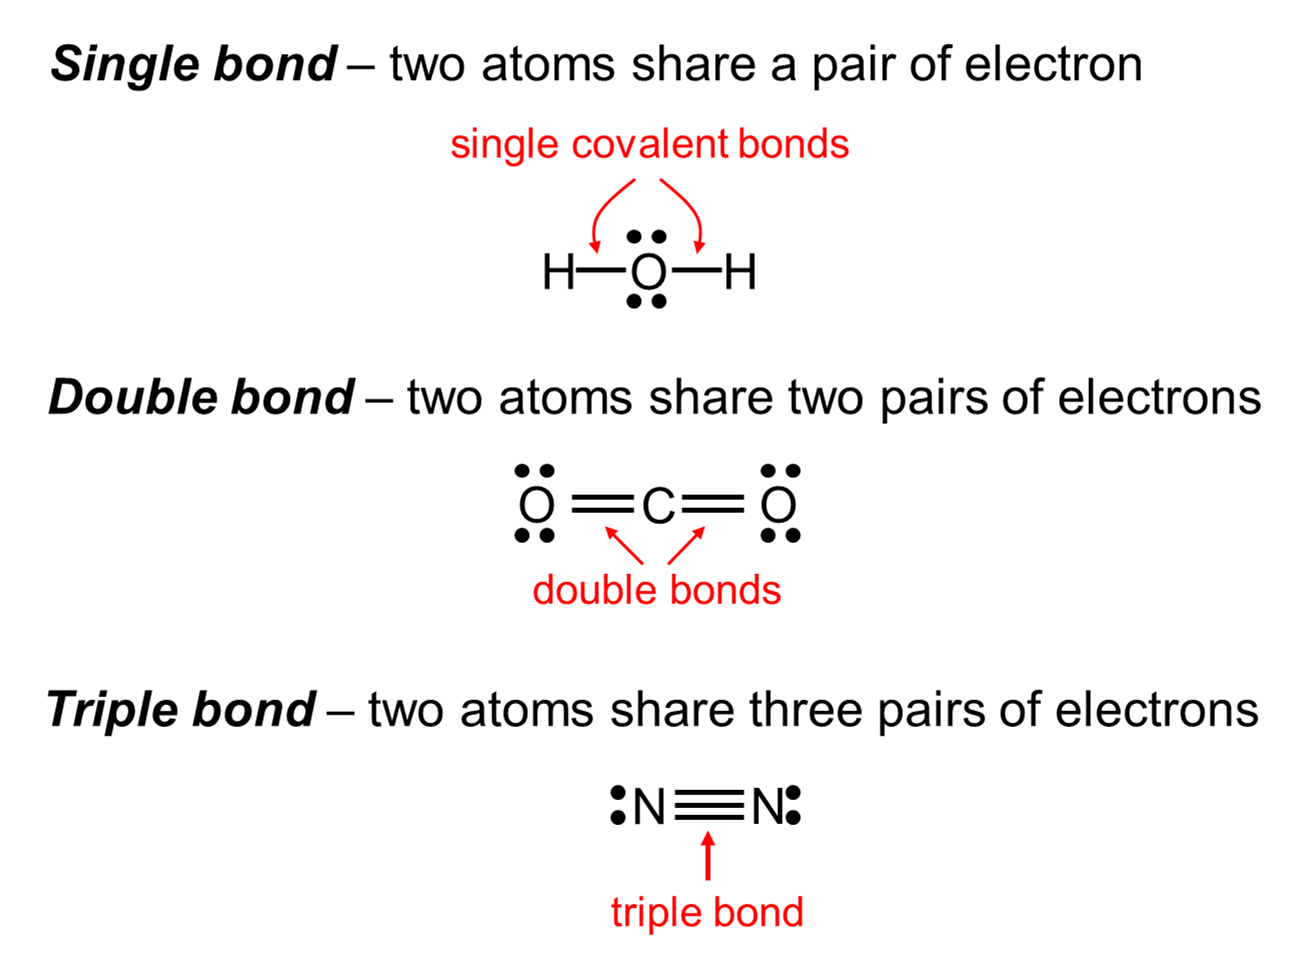 Single bond – two atoms share a pair of electron
single covalent bonds
H—O—H
Double bond – two atoms share two pairs of electrons
O=C=O
double bonds
Triple bond – two atoms share three pairs of electrons
:N≡N:
triple bond